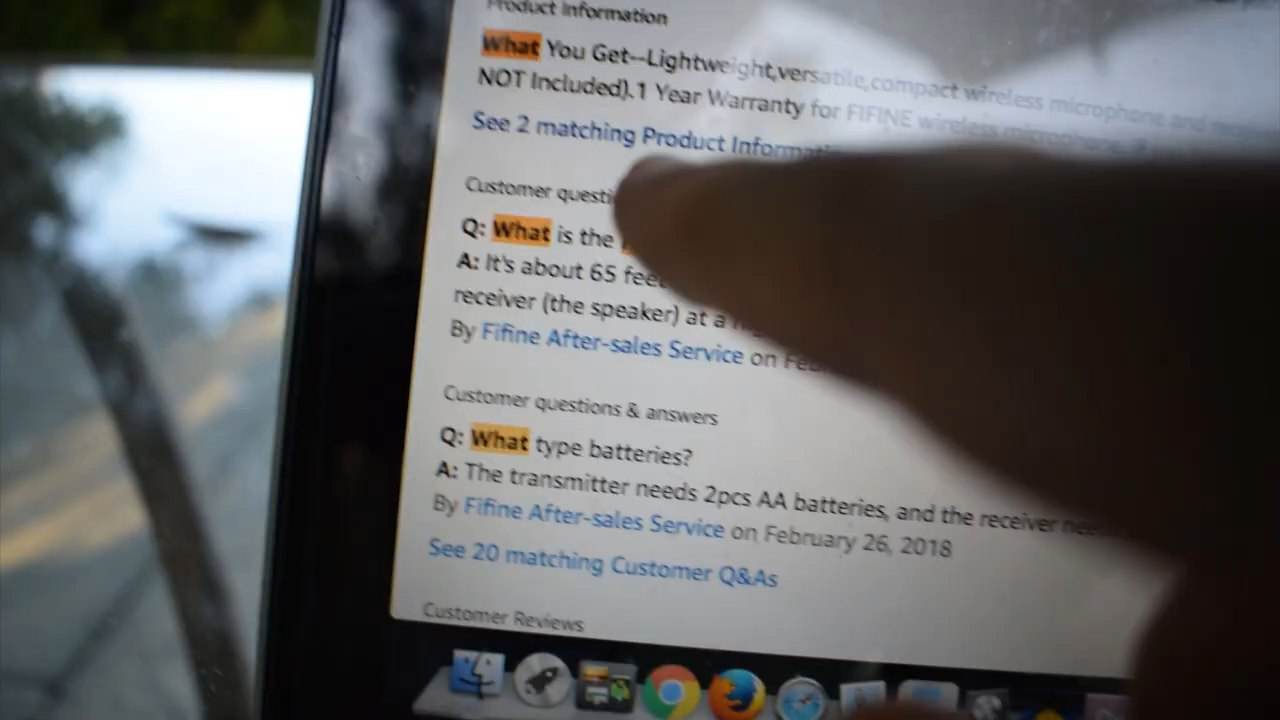 Product Information
What You Get--Lightweight,versatile,compact wireless microphone and
NOT Included).1 Year Warranty for FIFINE wireless microphone,
See 2 matching Product
Customer
Q: What is the
A: It's about 65 feet
receiver (the speaker) at a
By Fifine After-sales Service on
Customer questions & answers
Q: What type batteries?
A: The transmitter needs 2pcs AA batteries, and the receiver
By Fifine After-sales Service on February 26, 2018
See 20 matching Customer Q&As
Customer Reviews